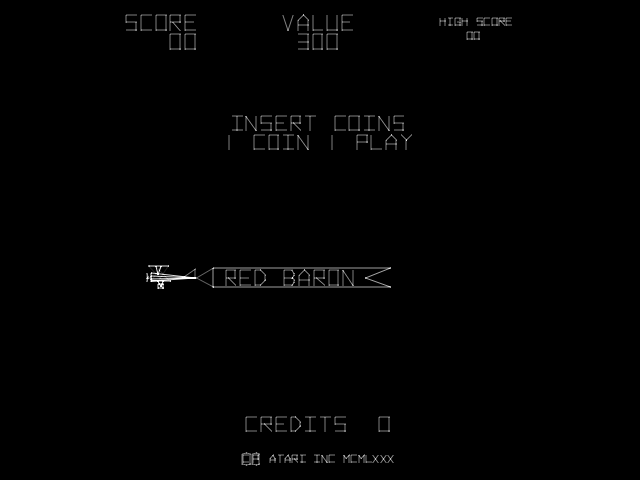 SCORE VALUE HIGH SCORE
00 300 00
INSERT COINS
1 COIN 1 PLAY
RED BARON
CREDITS 0
ATARI INC MCMLXXX